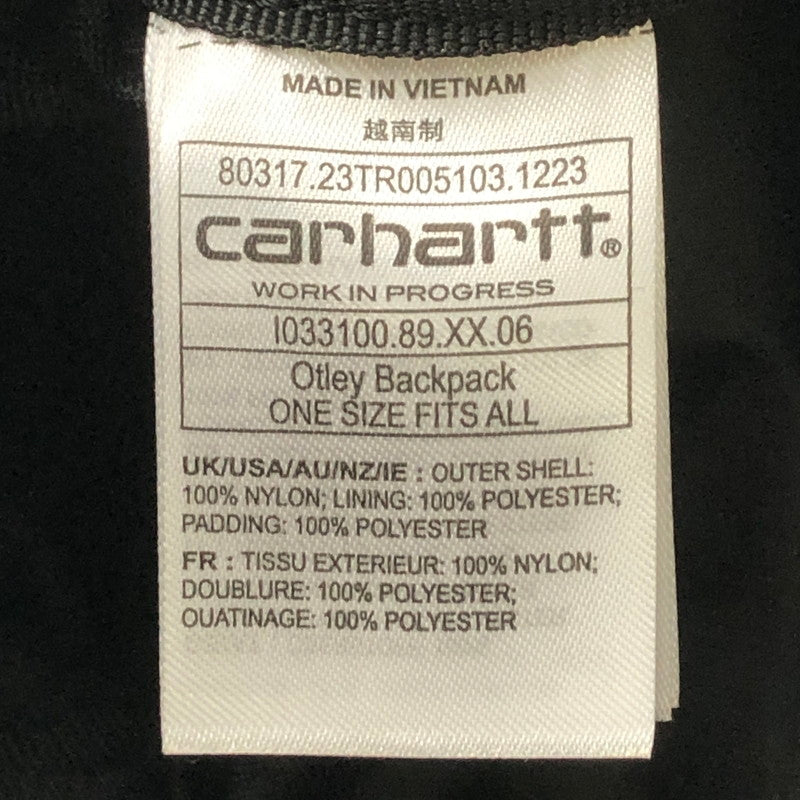 MADE IN VIETNAM
越南制
80317.23TR005103.1223
carhartt®
WORK IN PROGRESS
I033100.89.XX.06
Otley Backpack
ONE SIZE FITS ALL
UK/USA/AU/NZ/IE : OUTER SHELL:
100% NYLON; LINING: 100% POLYESTER;
PADDING: 100% POLYESTER
FR : TISSU EXTERIEUR: 100% NYLON;
DOUBLURE: 100% POLYESTER;
OUATINAGE: 100% POLYESTER